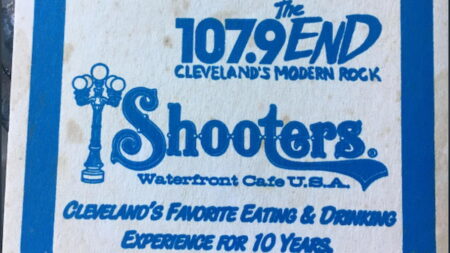 The
107.9 END
CLEVELAND'S MODERN ROCK
Shooters®
Waterfront Cafe U.S.A.
CLEVELAND'S FAVORITE EATING & DRINKING
EXPERIENCE FOR 10 YEARS.